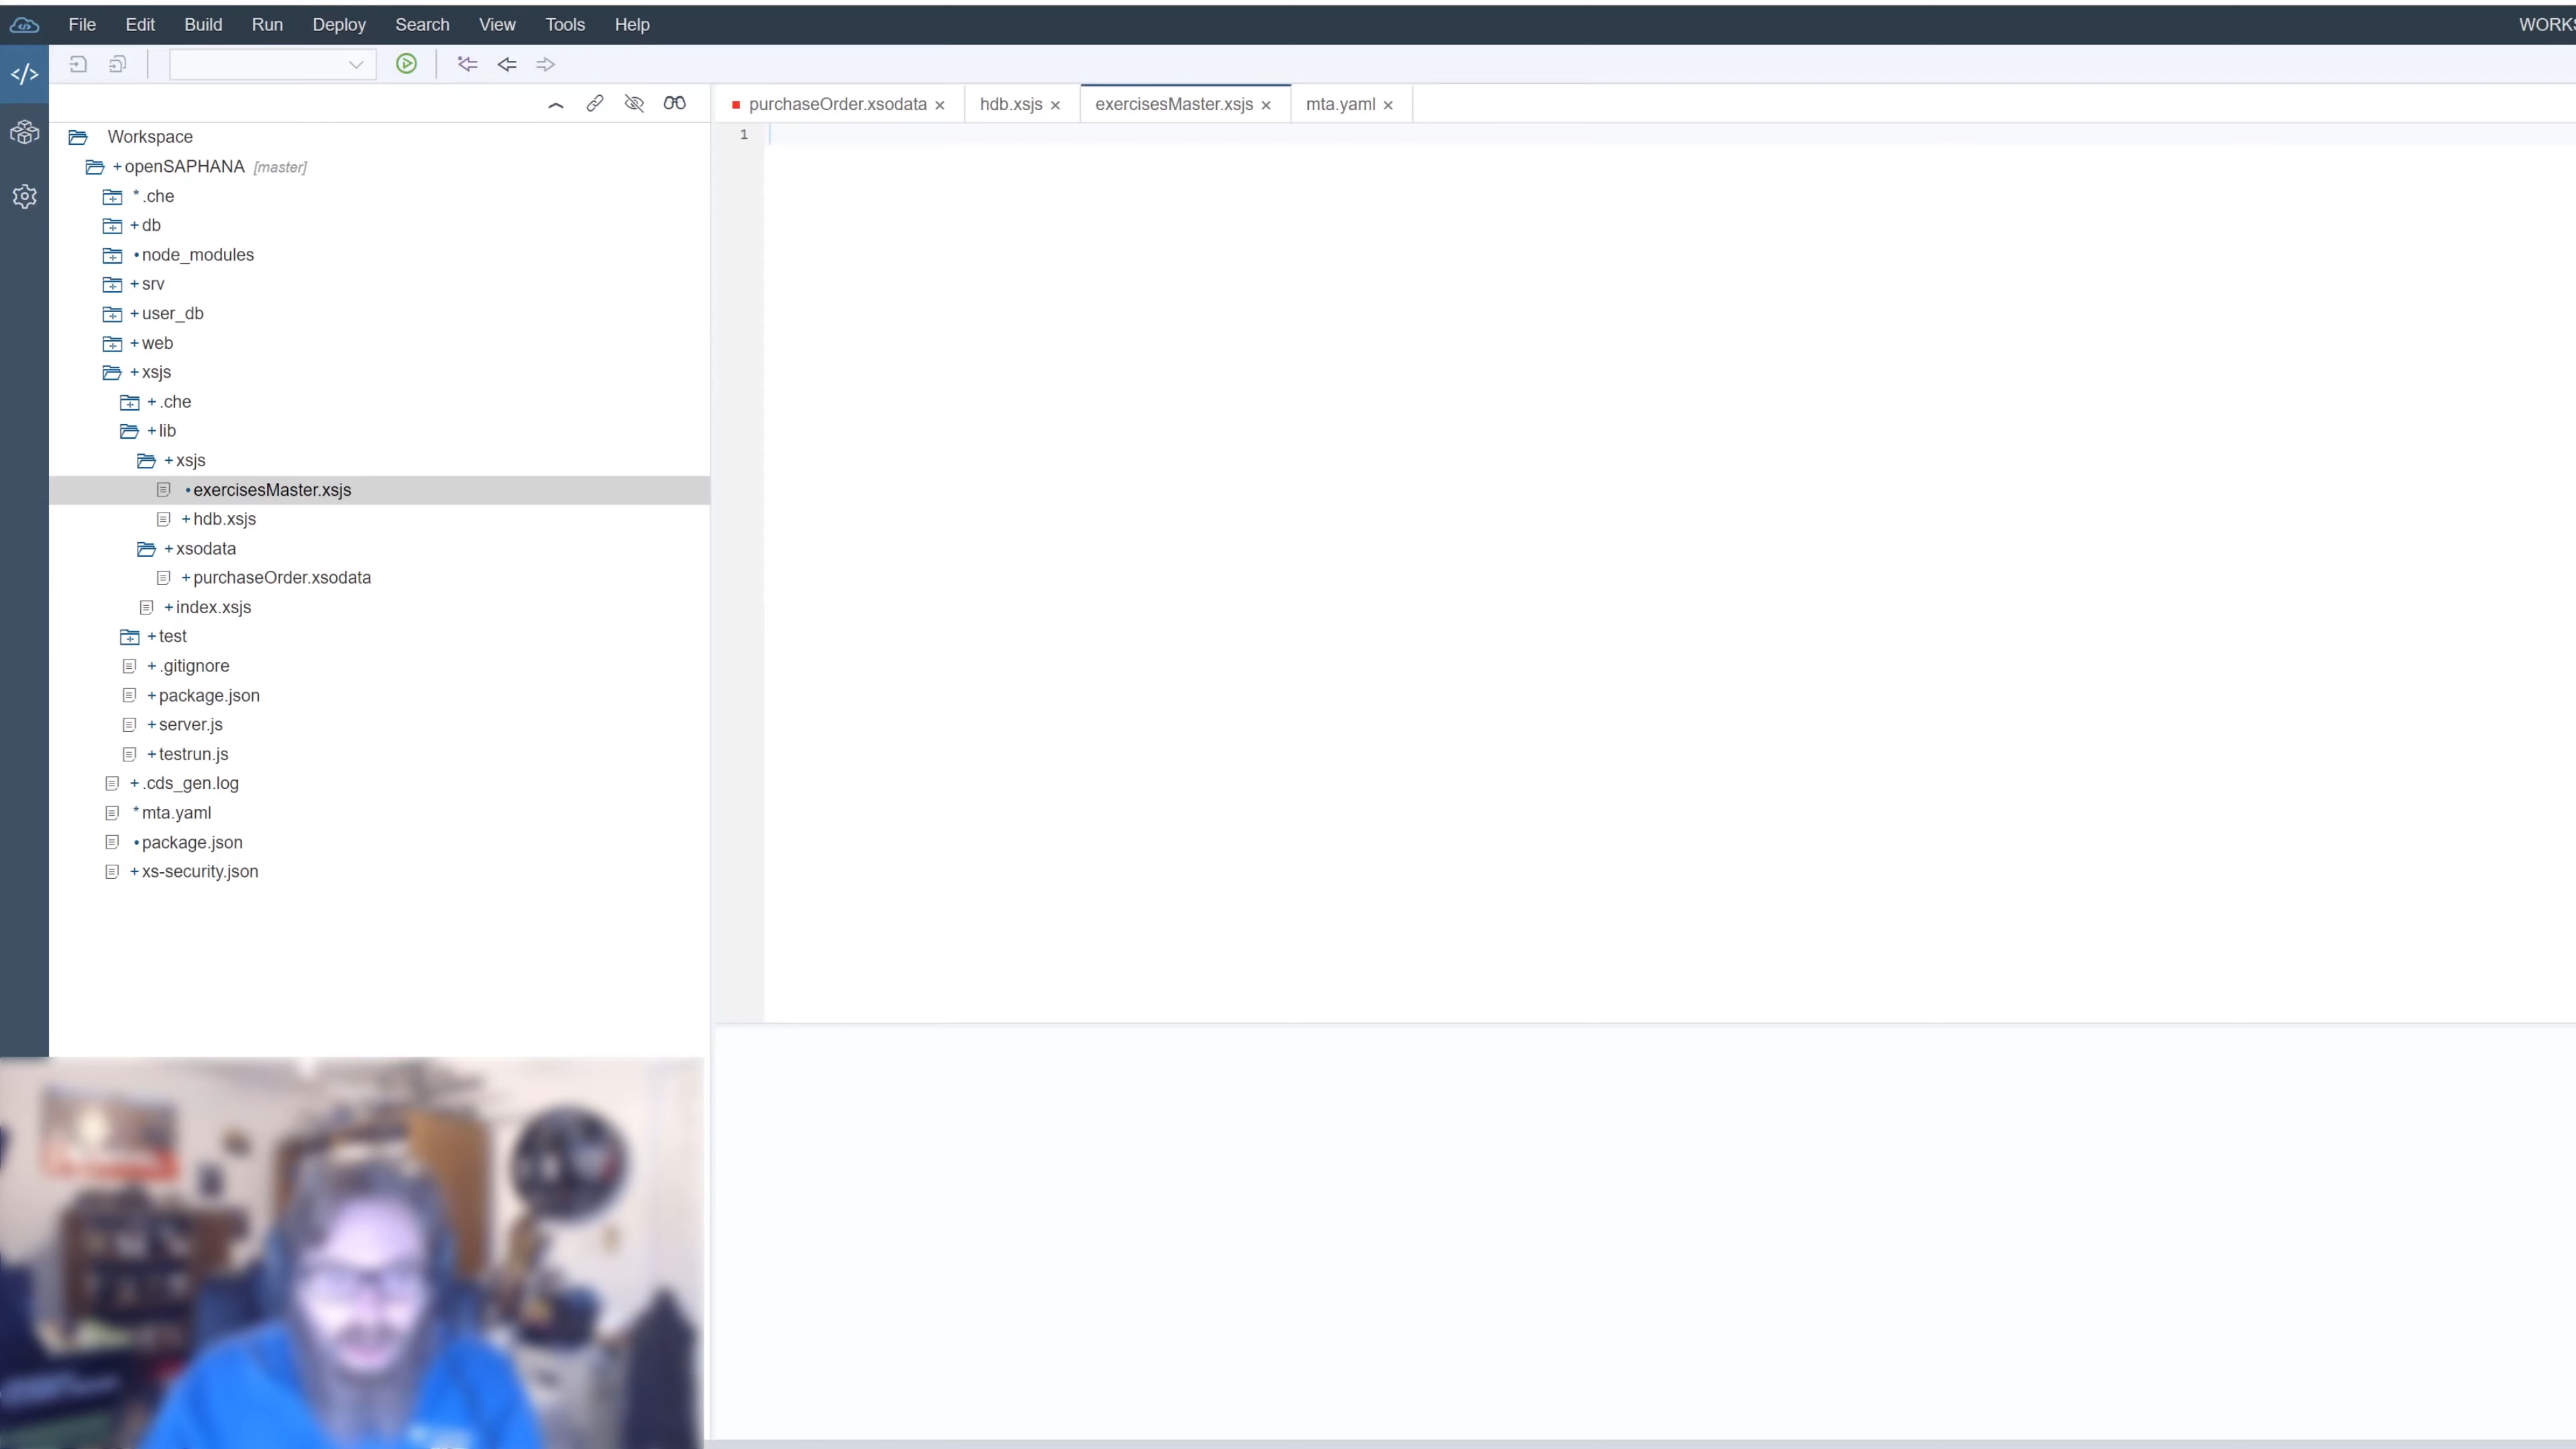 File Edit Build Run Deploy Search View Tools Help
WORKS
purchaseOrder.xsodata × hdb.xsjs × exercisesMaster.xsjs × mta.yaml ×
1
Workspace
+ openSAPHANA [master]
* .che
+ db
• node_modules
+ srv
+ user_db
+ web
+ xsjs
+ .che
+ lib
+ xsjs
• exercisesMaster.xsjs
+ hdb.xsjs
+ xsodata
+ purchaseOrder.xsodata
+ index.xsjs
+ test
+ .gitignore
+ package.json
+ server.js
+ testrun.js
+ .cds_gen.log
* mta.yaml
• package.json
+ xs-security.json